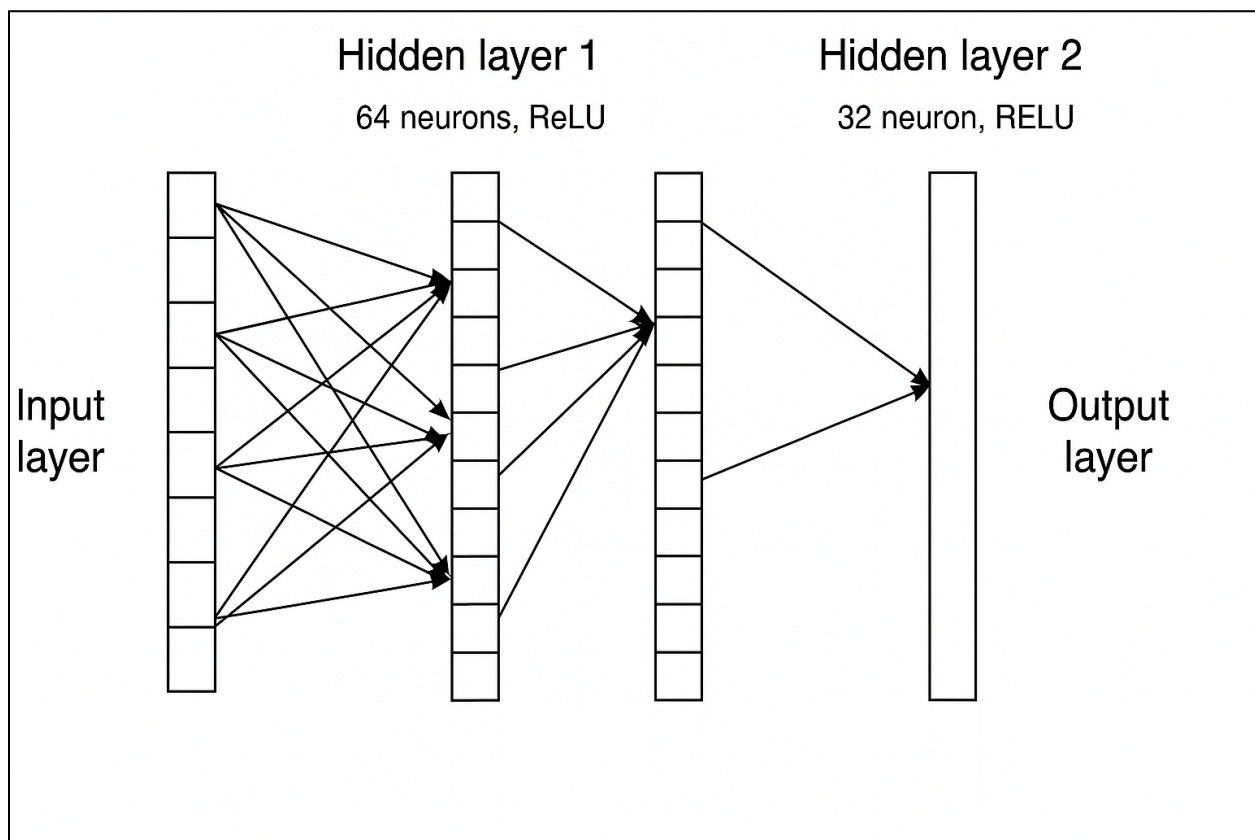 Hidden layer 1
64 neurons, ReLU
Hidden layer 2
32 neuron, RELU
Input
layer
Output
layer